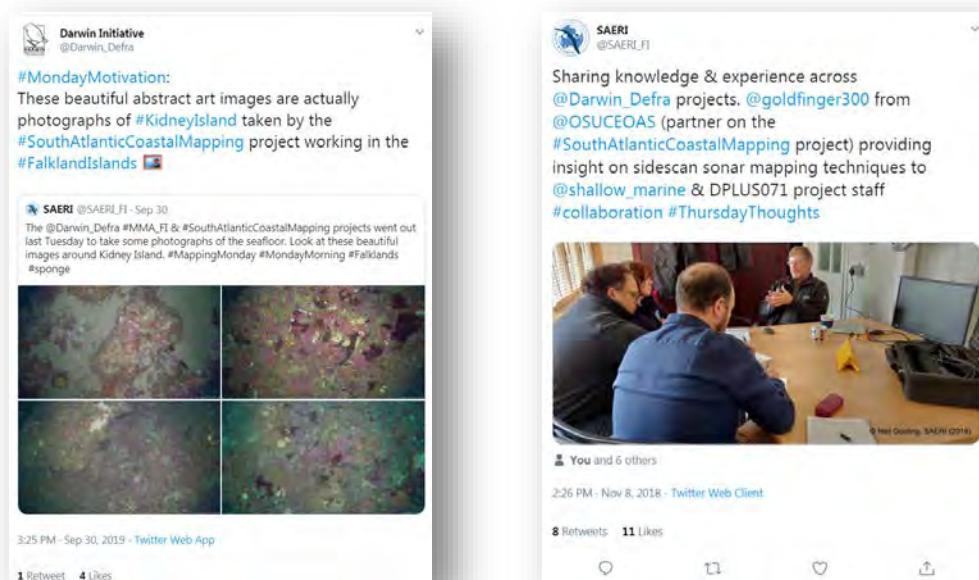 Darwin Initiative
@Darwin_Defra
#MondayMotivation:
These beautiful abstract art images are actually
photographs of #KidneyIsland taken by the
#SouthAtlanticCoastalMapping project working in the
#FalklandIslands
SAERI @SAERI_FI · Sep 30
The @Darwin_Defra #MMA_FI & #SouthAtlanticCoastalMapping projects went out
last Tuesday to take some photographs of the seafloor. Look at these beautiful
images around Kidney Island. #MappingMonday #MondayMorning #Falklands
#sponge
3:25 PM · Sep 30, 2019 · Twitter Web App
1 Retweet 4 Likes
SAERI
@SAERI_FI
Sharing knowledge & experience across
@Darwin_Defra projects. @goldfinger300 from
@OSUCEOAS (partner on the
#SouthAtlanticCoastalMapping project) providing
insight on sidescan sonar mapping techniques to
@shallow_marine & DPLUS071 project staff
#collaboration #ThursdayThoughts
SAERI
You and 6 others
2:26 PM · Nov 8, 2018 · Twitter Web Client
8 Retweets 11 Likes